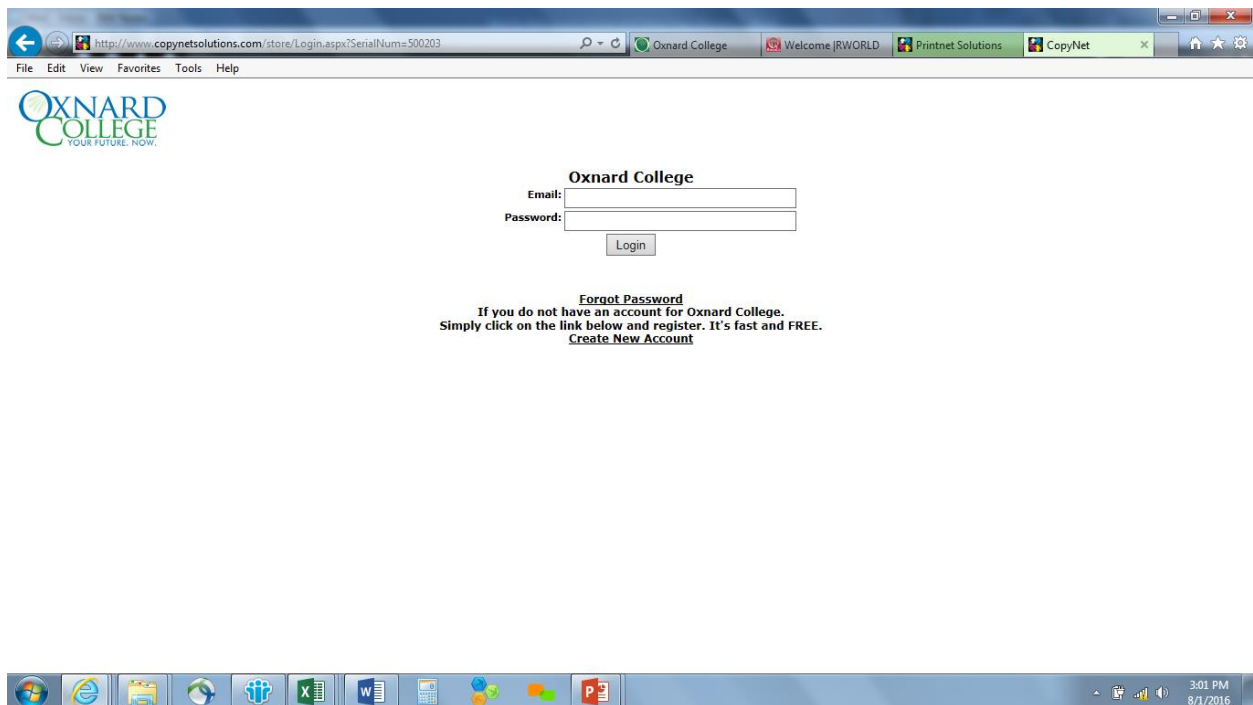 http://www.copynetsolutions.com/store/Login.aspx?SerialNum=500203
Oxnard College
Welcome JRWORLD
Printnet Solutions
CopyNet
File Edit View Favorites Tools Help
OXNARD
COLLEGE
YOUR FUTURE. NOW.
Oxnard College
Email:
Password:
Login
Forgot Password
If you do not have an account for Oxnard College.
Simply click on the link below and register. It's fast and FREE.
Create New Account
3:01 PM
8/1/2016